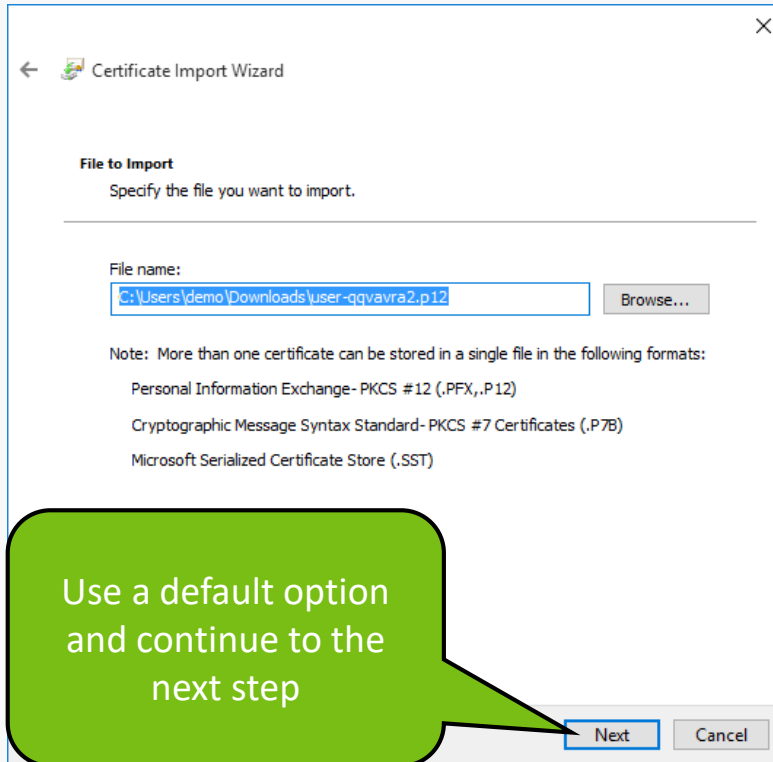 Certificate Import Wizard
File to Import
Specify the file you want to import.
File name:
C:\Users\demo\Downloads\user-qqvavra2.p12
Browse...
Note: More than one certificate can be stored in a single file in the following formats:
Personal Information Exchange- PKCS #12 (.PFX,.P12)
Cryptographic Message Syntax Standard- PKCS #7 Certificates (.P7B)
Microsoft Serialized Certificate Store (.SST)
Use a default option
and continue to the
next step
Next Cancel